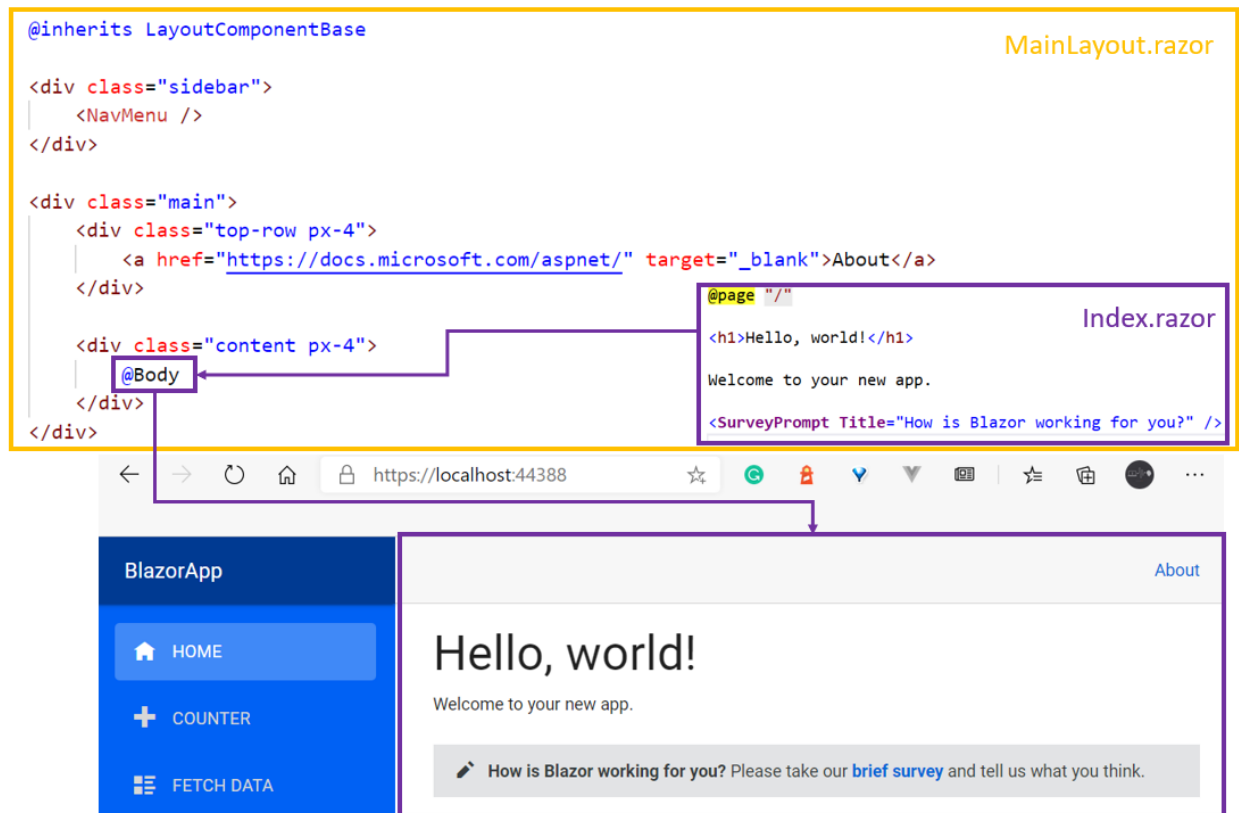 @inherits LayoutComponentBase
MainLayout.razor
<div class="sidebar">
<NavMenu />
</div>
<div class="main">
<div class="top-row px-4">
<a href="https://docs.microsoft.com/aspnet/" target="_blank">About</a>
</div>
<div class="content px-4">
@Body
</div>
</div>
@page "/"
Index.razor
<h1>Hello, world!</h1>
Welcome to your new app.
<SurveyPrompt Title="How is Blazor working for you?" />
https://localhost:44388
BlazorApp
About
HOME
COUNTER
FETCH DATA
Hello, world!
Welcome to your new app.
How is Blazor working for you? Please take our brief survey and tell us what you think.